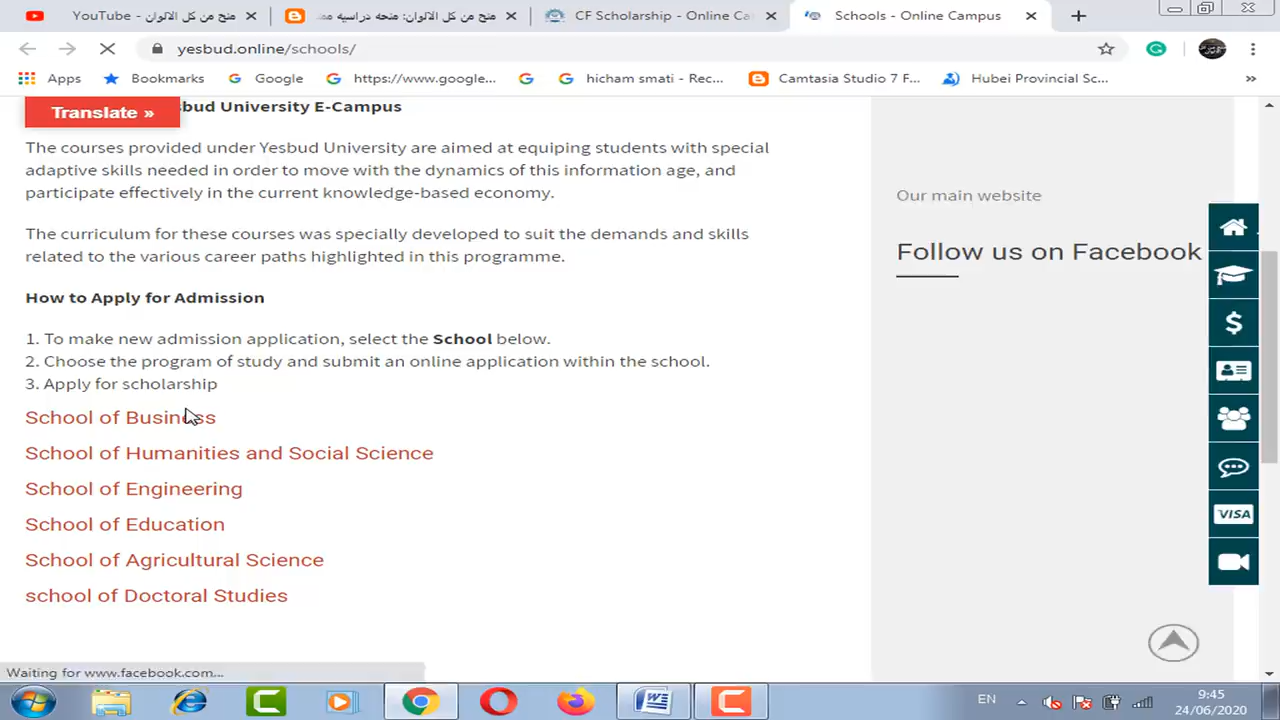 منح من كل الالوان - YouTube
منح من كل الالوان: منحه دراسيه ممد
CF Scholarship - Online Ca
Schools - Online Campus
yesbud.online/schools/
Apps
Bookmarks
Google
https://www.google...
hicham smati - Rec...
Camtasia Studio 7 F...
Hubei Provincial Sc...
»
Translate »
sbud University E-Campus
The courses provided under Yesbud University are aimed at equiping students with special
adaptive skills needed in order to move with the dynamics of this information age, and
participate effectively in the current knowledge-based economy.
The curriculum for these courses was specially developed to suit the demands and skills
related to the various career paths highlighted in this programme.
How to Apply for Admission
1. To make new admission application, select the School below.
2. Choose the program of study and submit an online application within the school.
3. Apply for scholarship
School of Business
School of Humanities and Social Science
School of Engineering
School of Education
School of Agricultural Science
school of Doctoral Studies
Our main website
Follow us on Facebook
VISA
Waiting for www.facebook.com...
EN
9:45
24/06/2020